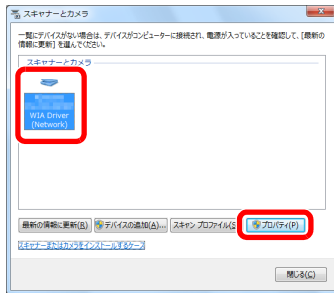 スキャナーとカメラ
一覧にデバイスがない場合は、デバイスがコンピューターに接続され、電源が入っていることを確認して、[最新の
情報に更新] を選んでください。
スキャナーとカメラ
WIA Driver
(Network)
最新の情報に更新(R) デバイスの追加(A)... スキャン プロファイル(S プロパティ(P)
スキャナーまたはカメラをインストールするケース
閉じる(C)